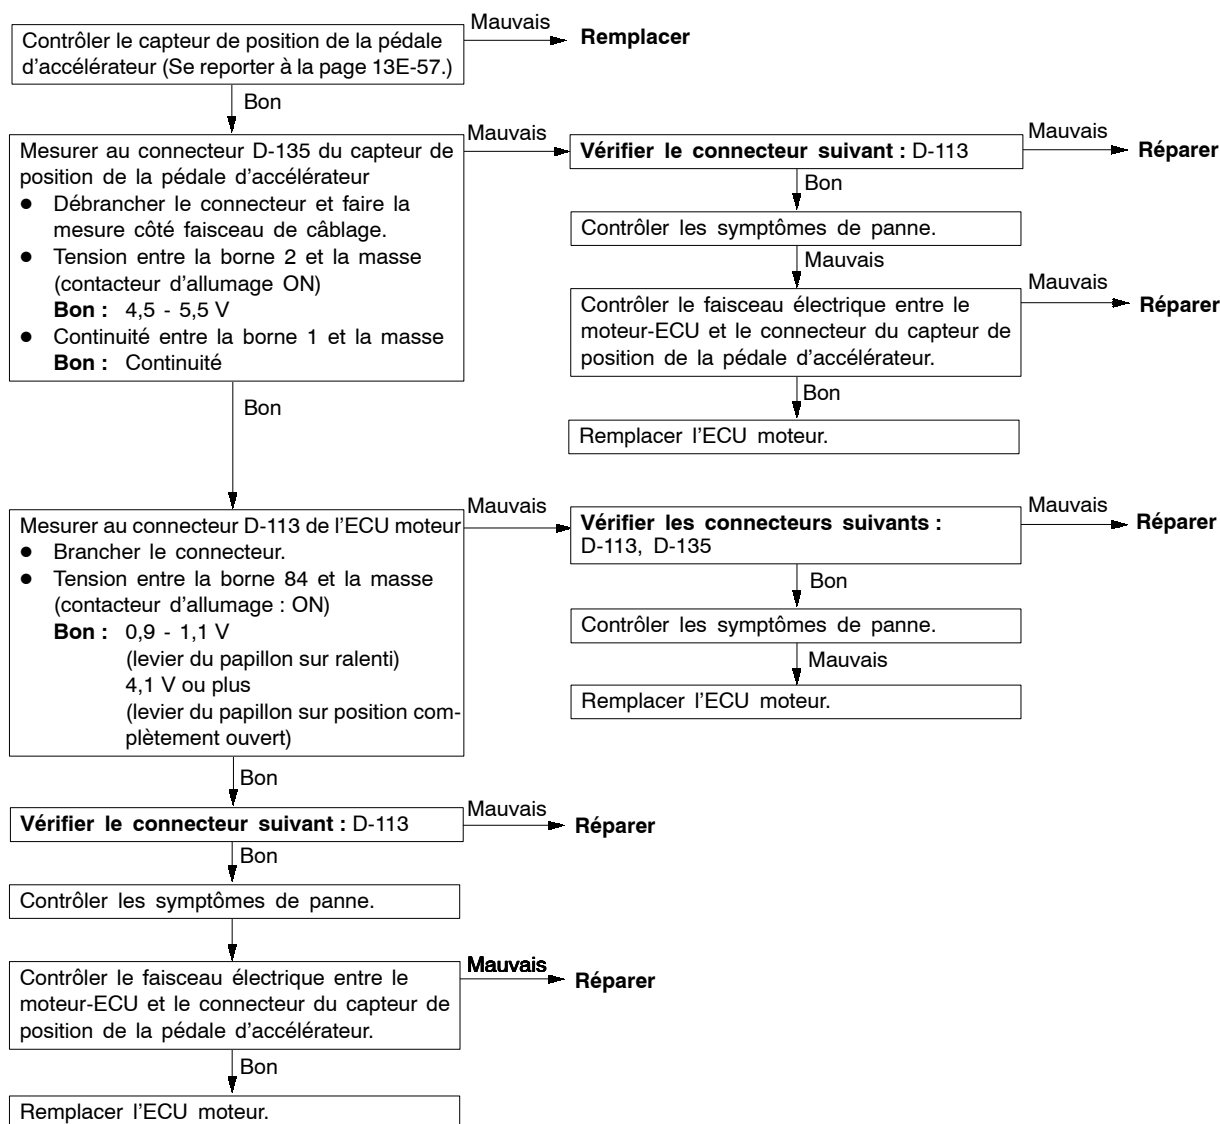 Contrôler le capteur de position de la pédale
d'accélérateur (Se reporter à la page 13E-57.)
Mauvais
Remplacer
Bon
Mesurer au connecteur D-135 du capteur de
position de la pédale d'accélérateur
● Débrancher le connecteur et faire la
mesure côté faisceau de câblage.
● Tension entre la borne 2 et la masse
(contacteur d'allumage ON)
Bon : 4,5 - 5,5 V
● Continuité entre la borne 1 et la masse
Bon : Continuité
Mauvais
Vérifier le connecteur suivant : D-113
Mauvais
Réparer
Bon
Contrôler les symptômes de panne.
Mauvais
Contrôler le faisceau électrique entre le
moteur-ECU et le connecteur du capteur de
position de la pédale d'accélérateur.
Mauvais
Réparer
Bon
Remplacer l'ECU moteur.
Bon
Mesurer au connecteur D-113 de l'ECU moteur
● Brancher le connecteur.
● Tension entre la borne 84 et la masse
(contacteur d'allumage : ON)
Bon : 0,9 - 1,1 V
(levier du papillon sur ralenti)
4,1 V ou plus
(levier du papillon sur position com-
plètement ouvert)
Mauvais
Vérifier les connecteurs suivants :
D-113, D-135
Mauvais
Réparer
Bon
Contrôler les symptômes de panne.
Mauvais
Remplacer l'ECU moteur.
Bon
Vérifier le connecteur suivant : D-113
Mauvais
Réparer
Bon
Contrôler les symptômes de panne.
Contrôler le faisceau électrique entre le
moteur-ECU et le connecteur du capteur de
position de la pédale d'accélérateur.
Mauvais
Réparer
Bon
Remplacer l'ECU moteur.